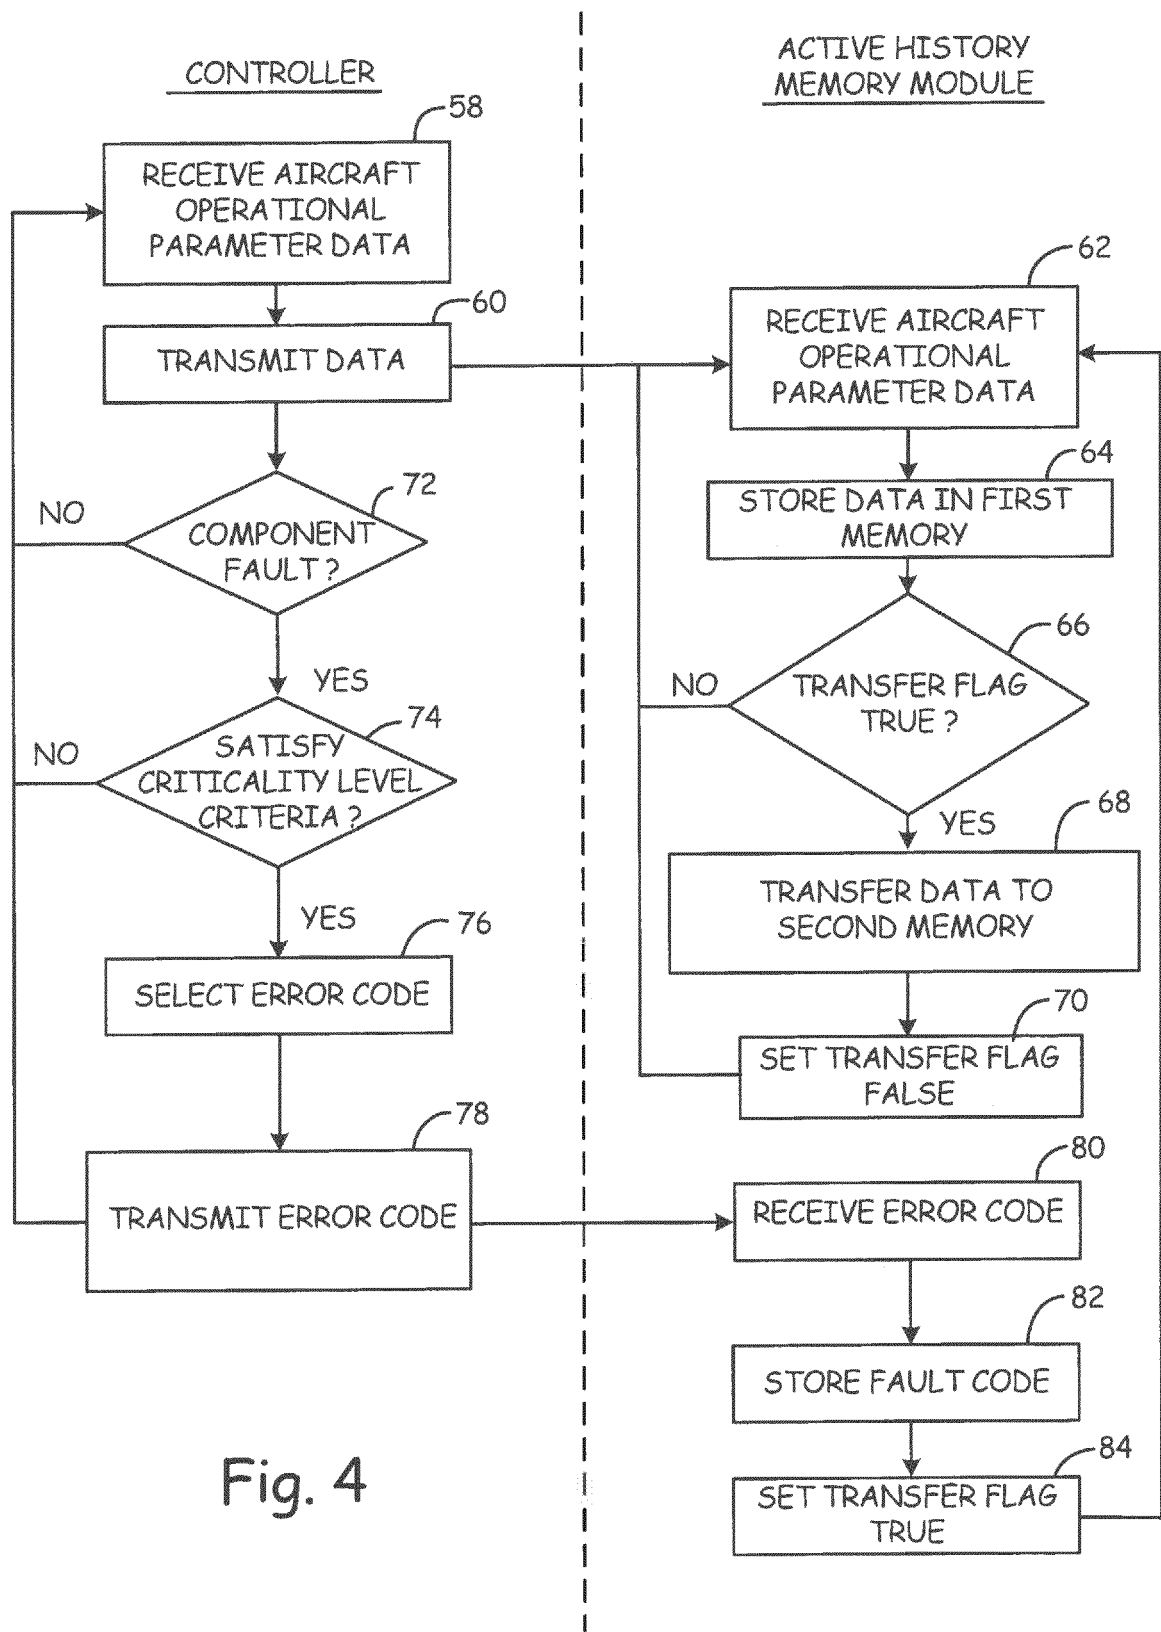 CONTROLLER
58
RECEIVE AIRCRAFT
OPERATIONAL
PARAMETER DATA
60
TRANSMIT DATA
72
NO
COMPONENT
FAULT ?
YES
74
NO
SATISFY
CRITICALITY LEVEL
CRITERIA ?
YES
76
SELECT ERROR CODE
78
TRANSMIT ERROR CODE
Fig. 4
ACTIVE HISTORY
MEMORY MODULE
62
RECEIVE AIRCRAFT
OPERATIONAL
PARAMETER DATA
64
STORE DATA IN FIRST
MEMORY
66
NO
TRANSFER FLAG
TRUE ?
YES
68
TRANSFER DATA TO
SECOND MEMORY
70
SET TRANSFER FLAG
FALSE
80
RECEIVE ERROR CODE
82
STORE FAULT CODE
84
SET TRANSFER FLAG
TRUE